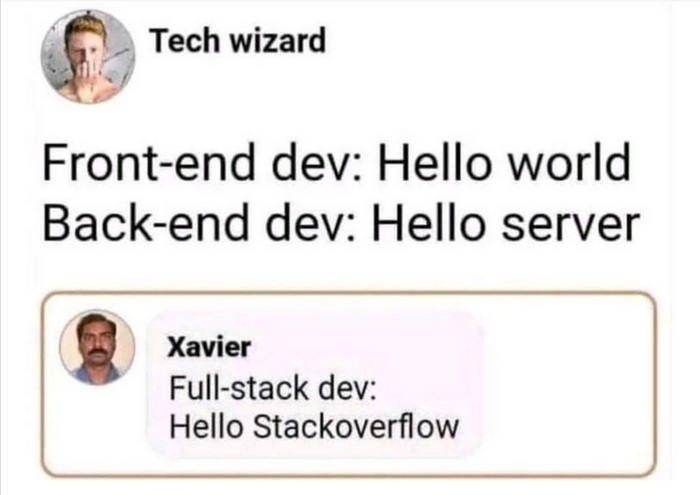 Tech wizard
Front-end dev: Hello world
Back-end dev: Hello server
Xavier
Full-stack dev:
Hello Stackoverflow